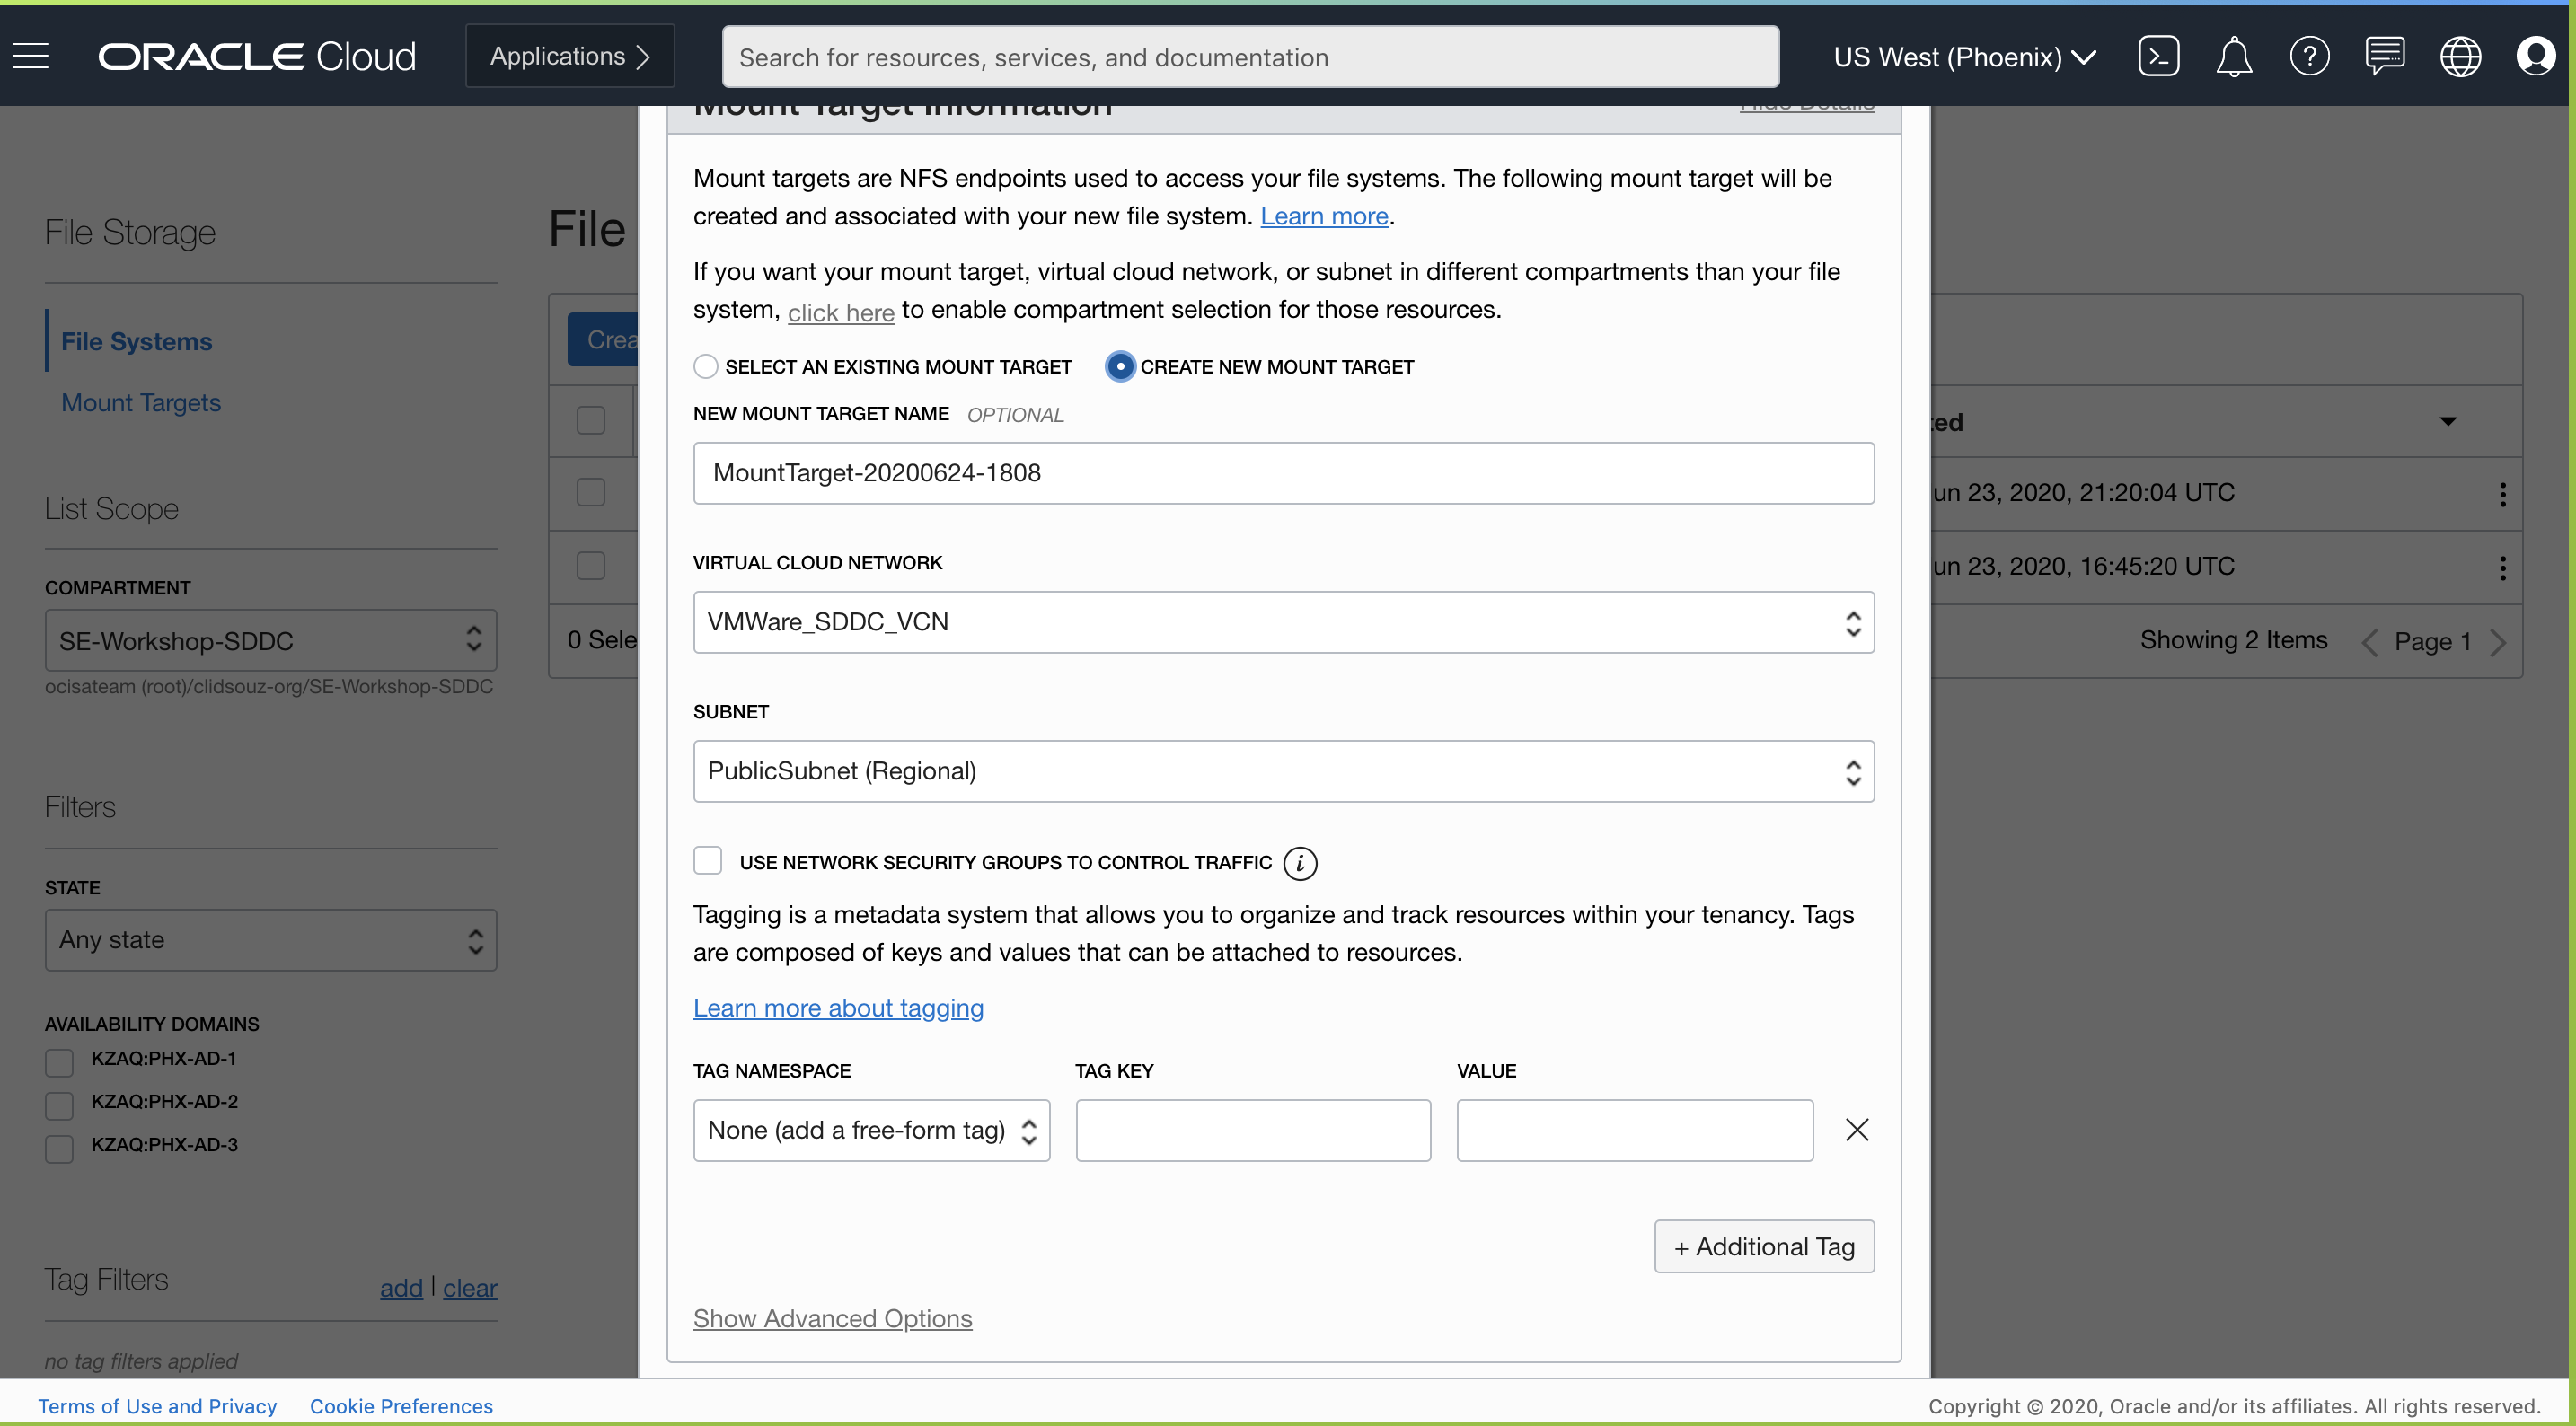 ORACLE Cloud
Applications
Search for resources, services, and documentation
US West (Phoenix)
File Storage
File Systems
Mount Targets
List Scope
COMPARTMENT
SE-Workshop-SDDC
ocisateam (root)/clidsouz-org/SE-Workshop-SDDC
Filters
STATE
Any state
AVAILABILITY DOMAINS
KZAQ:PHX-AD-1
KZAQ:PHX-AD-2
KZAQ:PHX-AD-3
Tag Filters
add | clear
no tag filters applied
File
Crea
0 Sele
Mount Target Information
Hide Details
Mount targets are NFS endpoints used to access your file systems. The following mount target will be
created and associated with your new file system. Learn more.
If you want your mount target, virtual cloud network, or subnet in different compartments than your file
system, click here to enable compartment selection for those resources.
SELECT AN EXISTING MOUNT TARGET
CREATE NEW MOUNT TARGET
NEW MOUNT TARGET NAME OPTIONAL
MountTarget-20200624-1808
VIRTUAL CLOUD NETWORK
VMWare_SDDC_VCN
SUBNET
PublicSubnet (Regional)
USE NETWORK SECURITY GROUPS TO CONTROL TRAFFIC
Tagging is a metadata system that allows you to organize and track resources within your tenancy. Tags
are composed of keys and values that can be attached to resources.
Learn more about tagging
TAG NAMESPACE
TAG KEY
VALUE
None (add a free-form tag)
+ Additional Tag
Show Advanced Options
ted
un 23, 2020, 21:20:04 UTC
un 23, 2020, 16:45:20 UTC
Showing 2 Items
Page 1
Terms of Use and Privacy
Cookie Preferences
Copyright © 2020, Oracle and/or its affiliates. All rights reserved.